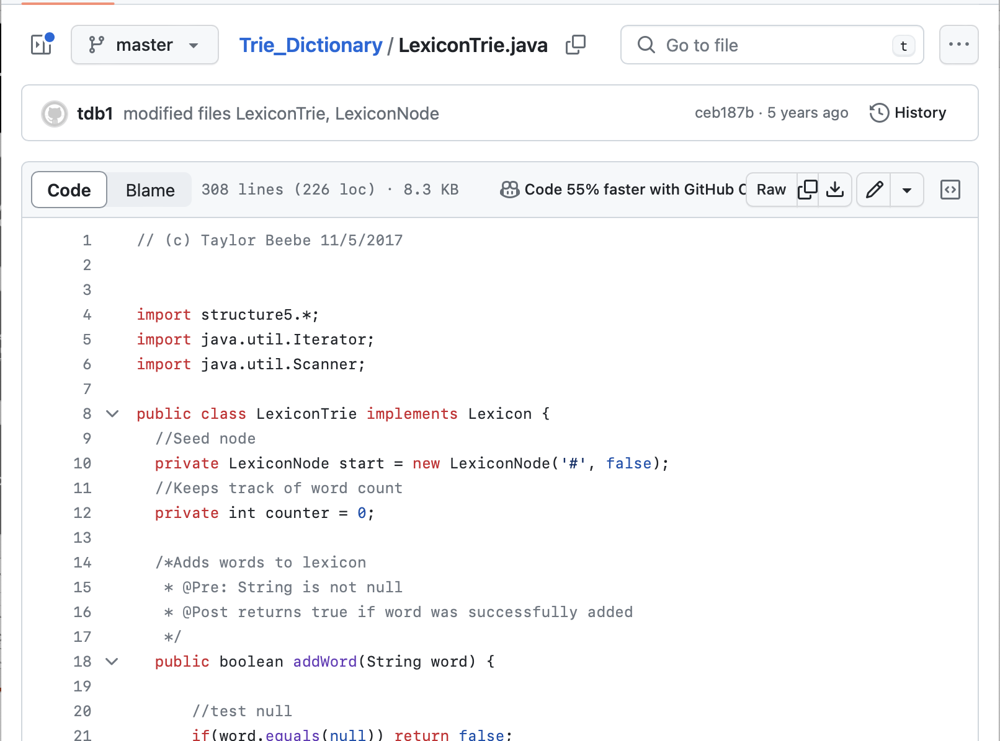 master Trie_Dictionary / LexiconTrie.java Go to file t
tdb1 modified files LexiconTrie, LexiconNode ceb187b · 5 years ago History
Code Blame 308 lines (226 loc) · 8.3 KB Code 55% faster with GitHub C Raw
1 // (c) Taylor Beebe 11/5/2017
2
3
4 import structure5.*;
5 import java.util.Iterator;
6 import java.util.Scanner;
7
8 public class LexiconTrie implements Lexicon {
9 //Seed node
10 private LexiconNode start = new LexiconNode('#', false);
11 //Keeps track of word count
12 private int counter = 0;
13
14 /*Adds words to lexicon
15 * @Pre: String is not null
16 * @Post returns true if word was successfully added
17 */
18 public boolean addWord(String word) {
19
20 //test null
21 if(word.equals(null)) return false;